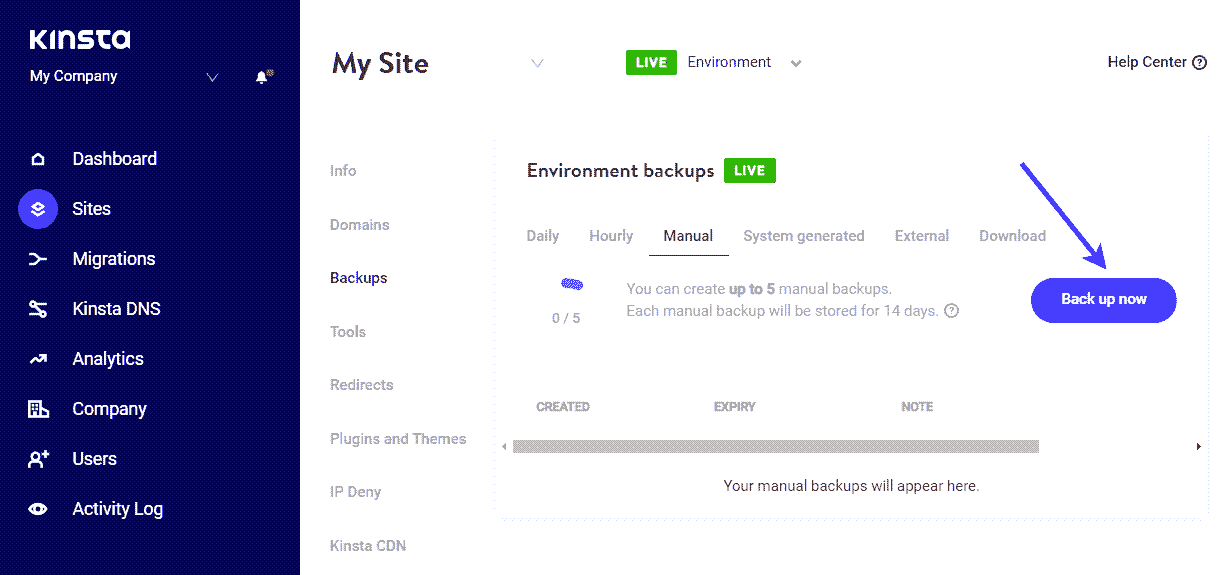 KINSTA
My Company
Dashboard
Sites
Migrations
Kinsta DNS
Analytics
Company
Users
Activity Log
My Site
LIVE Environment
Help Center ?
Info
Domains
Backups
Tools
Redirects
Plugins and Themes
IP Deny
Kinsta CDN
Environment backups LIVE
Daily Hourly Manual System generated External Download
0 / 5
You can create up to 5 manual backups.
Each manual backup will be stored for 14 days. ?
Back up now
CREATED EXPIRY NOTE
Your manual backups will appear here.